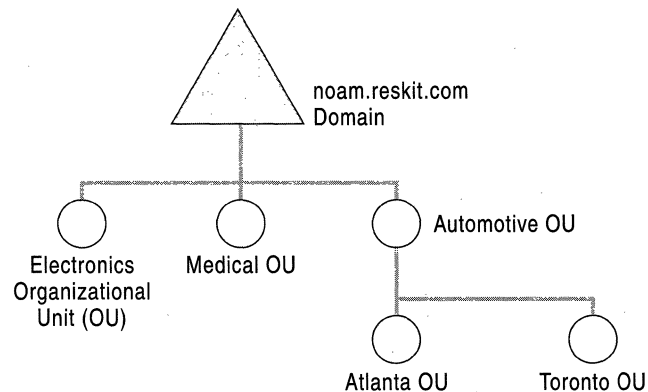 noam.reskit.com
Domain
Automotive OU
Electronics
Organizational
Unit (OU)
Medical OU
Atlanta OU
Toronto OU